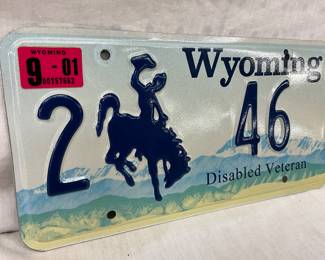 WYOMING
9 - 01
Wyoming
2 46
Disabled Veteran